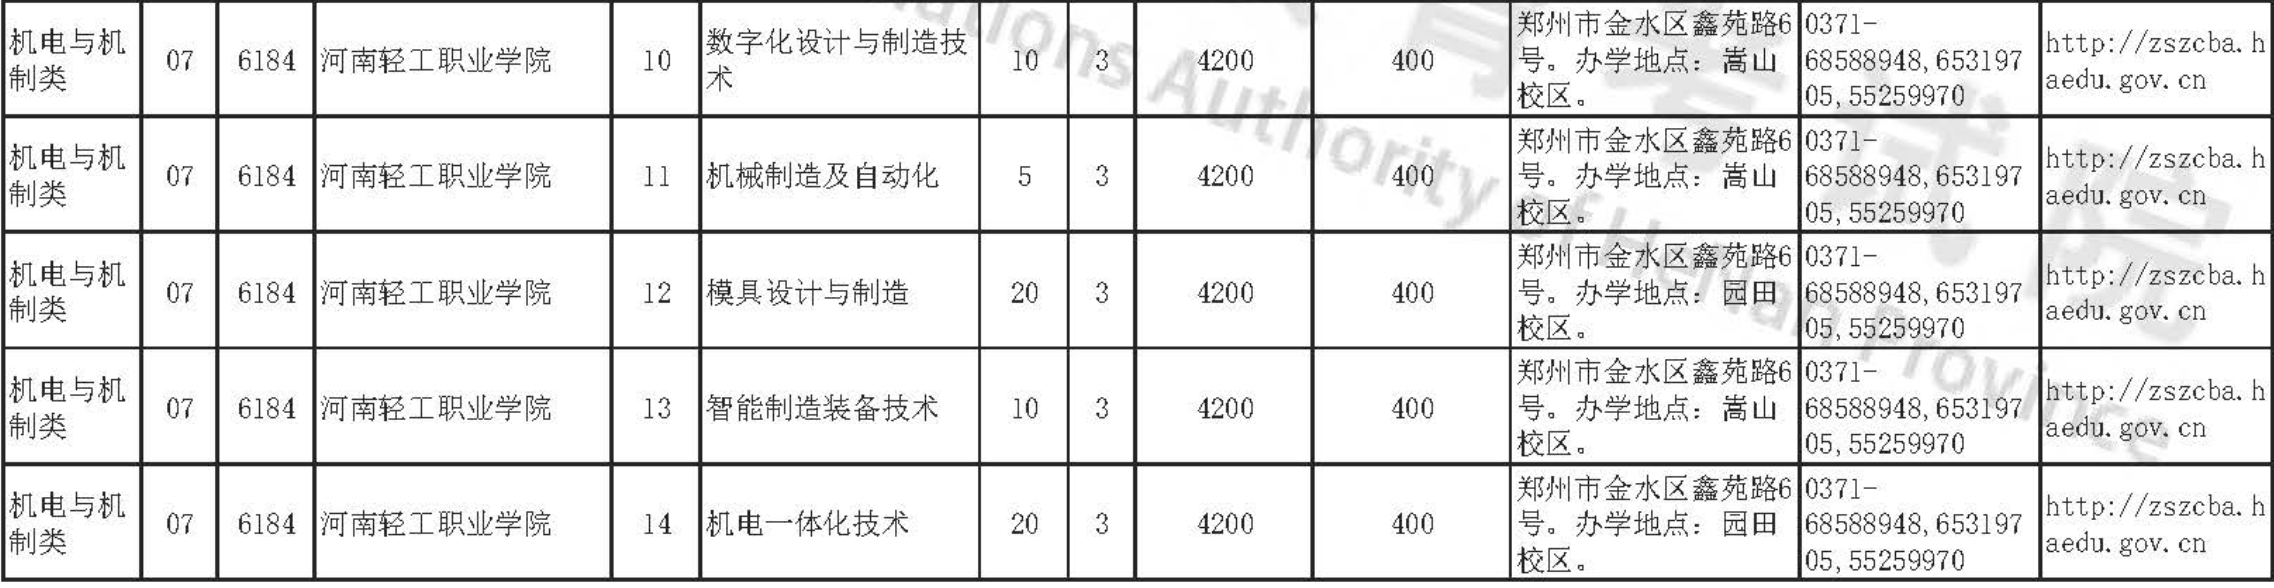 机电与机制类 07 6184 河南轻工职业学院 10 数字化设计与制造技术 10 3 4200 400 郑州市金水区鑫苑路6号。办学地点：嵩山校区。 0371-68588948,65319705,55259970 http://zszcba.haedu.gov.cn
机电与机制类 07 6184 河南轻工职业学院 11 机械制造及自动化 5 3 4200 400 郑州市金水区鑫苑路6号。办学地点：嵩山校区。 0371-68588948,65319705,55259970 http://zszcba.haedu.gov.cn
机电与机制类 07 6184 河南轻工职业学院 12 模具设计与制造 20 3 4200 400 郑州市金水区鑫苑路6号。办学地点：园田校区。 0371-68588948,65319705,55259970 http://zszcba.haedu.gov.cn
机电与机制类 07 6184 河南轻工职业学院 13 智能制造装备技术 10 3 4200 400 郑州市金水区鑫苑路6号。办学地点：嵩山校区。 0371-68588948,65319705,55259970 http://zszcba.haedu.gov.cn
机电与机制类 07 6184 河南轻工职业学院 14 机电一体化技术 20 3 4200 400 郑州市金水区鑫苑路6号。办学地点：园田校区。 0371-68588948,65319705,55259970 http://zszcba.haedu.gov.cn
Authority of HeNan Province
考试院